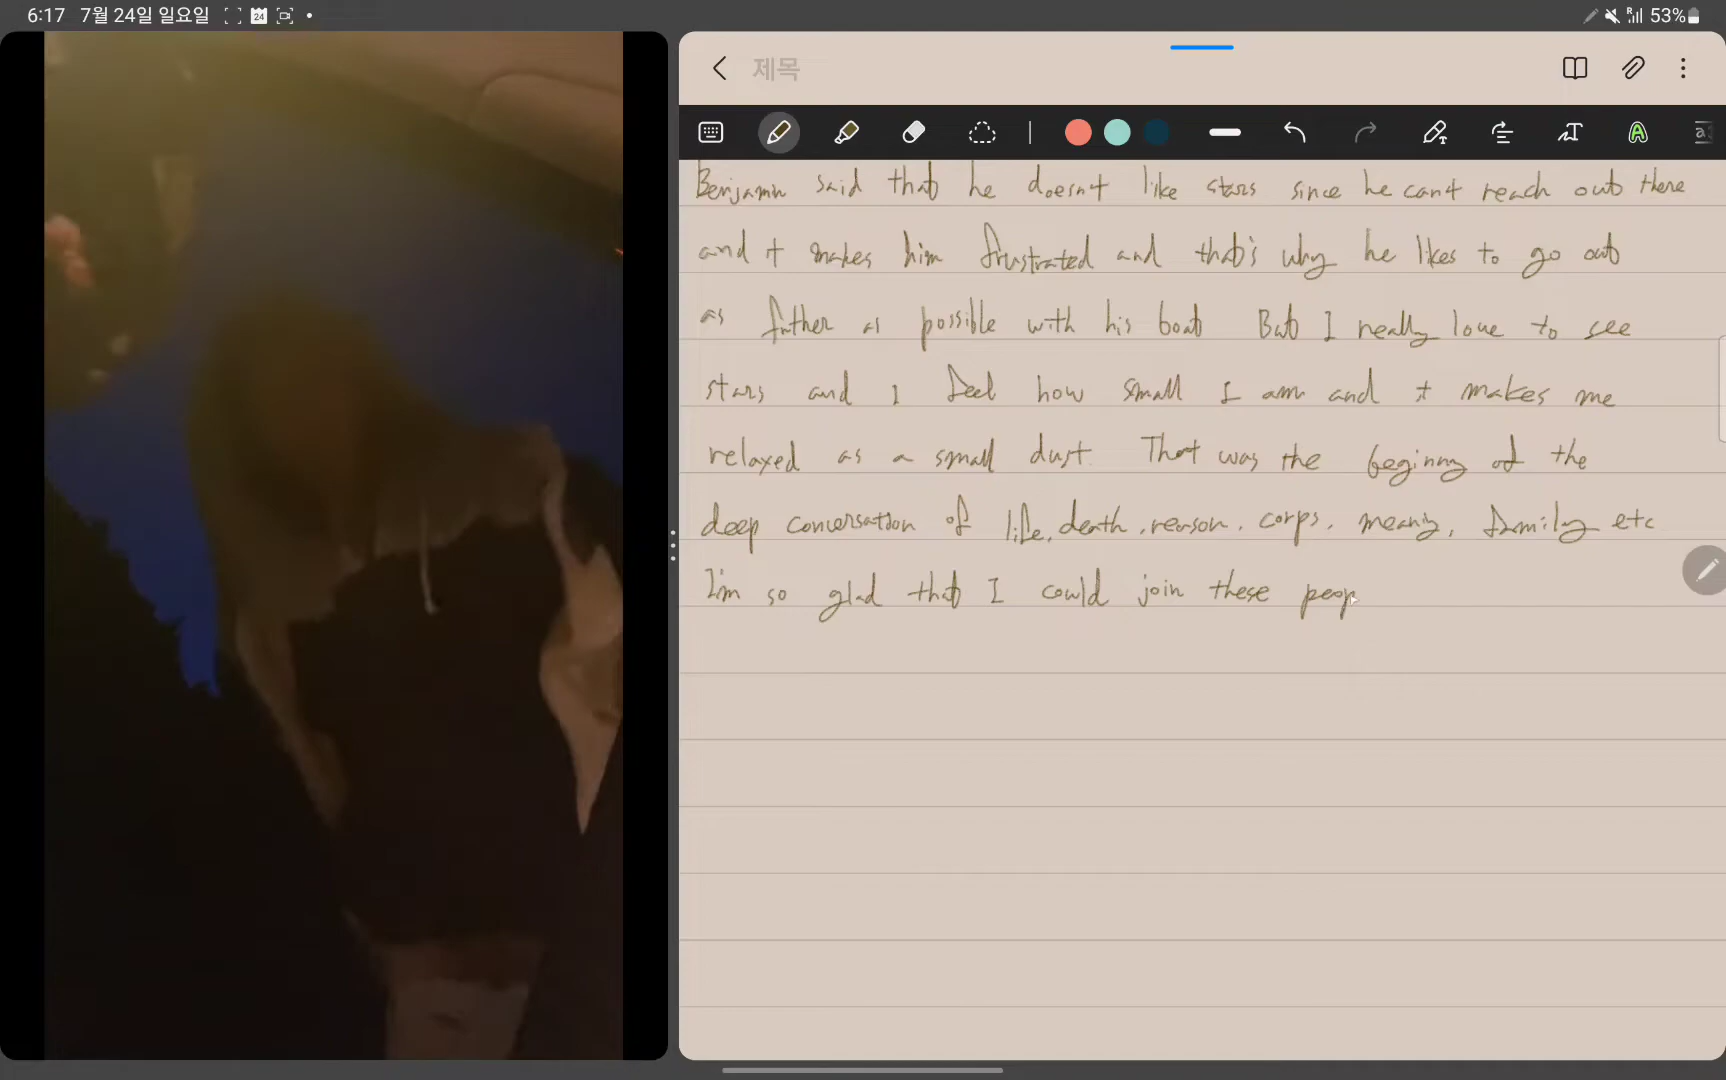 6:17 7월 24일 일요일 24 53%
제목
Benjamin said that he doesn't like stars since he can't reach out there
and it makes him frustrated and that's why he likes to go out
as futher as possible with his boat But I really love to see
stars and I feel how small I am and it makes me
relaxed as a small dust. That was the beginny of the
deep conversation of life, death, reason, corps, meany, family etc
I'm so glad that I could join these peop